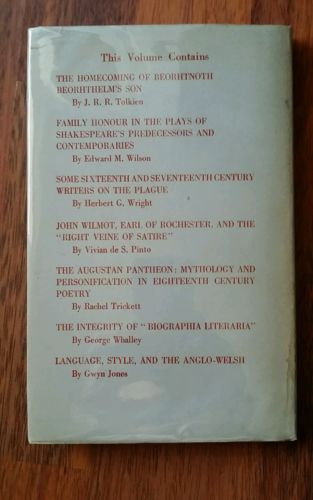 This Volume Contains
THE HOMECOMING OF BEORHTNOTH
BEORHTHELM'S SON
By J. R. R. Tolkien
FAMILY HONOUR IN THE PLAYS OF
SHAKESPEARE'S PREDECESSORS AND
CONTEMPORARIES
By Edward M. Wilson
SOME SIXTEENTH AND SEVENTEENTH CENTURY
WRITERS ON THE PLAGUE
By Herbert G. Wright
JOHN WILMOT, EARL OF ROCHESTER, AND THE
"RIGHT VEINE OF SATIRE"
By Vivian de S. Pinto
THE AUGUSTAN PANTHEON: MYTHOLOGY AND
PERSONIFICATION IN EIGHTEENTH CENTURY
POETRY
By Rachel Trickett
THE INTEGRITY OF "BIOGRAPHIA LITERARIA"
By George Whalley
LANGUAGE, STYLE, AND THE ANGLO-WELSH
By Gwyn Jones